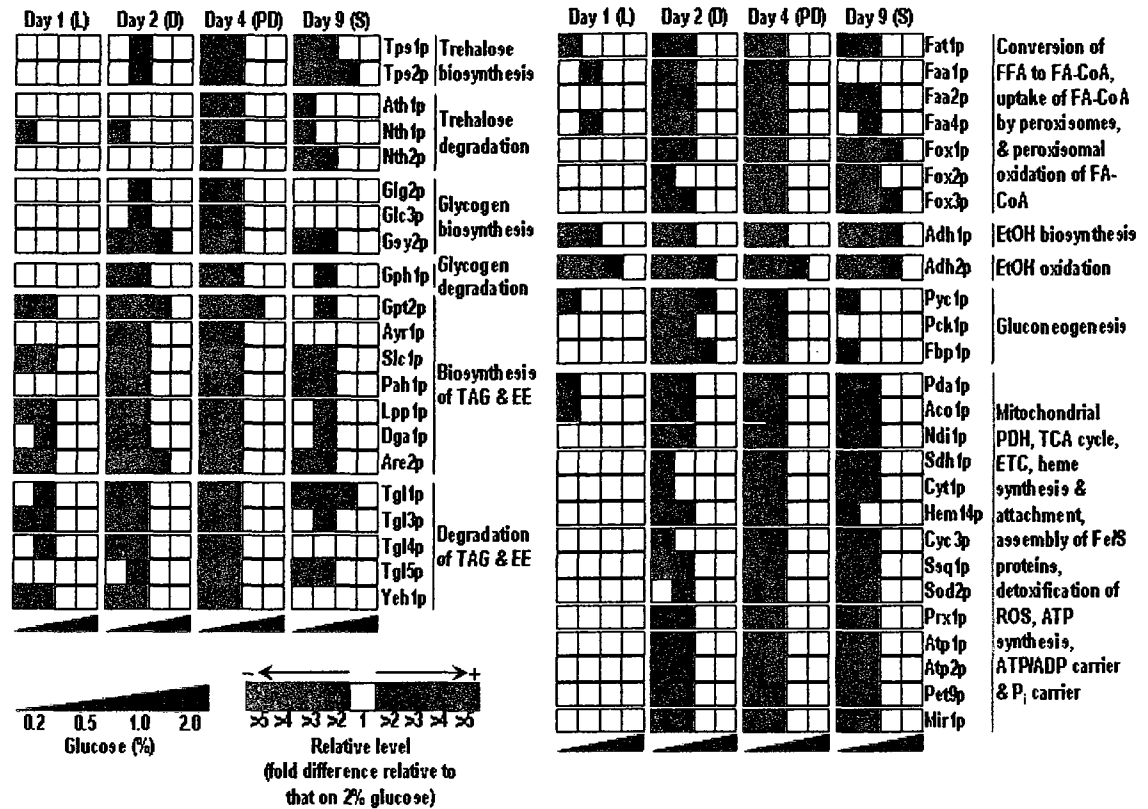 Day 1 (L) Day 2 (D) Day 4 (PD) Day 9 (S)
Tps1p
Tps2p
Trehalose
biosynthesis
Ath1p
Nth1p
Nth2p
Trehalose
degradation
Glg2p
Glc3p
Gsy2p
Glycogen
biosynthesis
Gph1p
Glycogen
degradation
Gpt2p
Ayr1p
Slc1p
Pah1p
Lpp1p
Dga1p
Are2p
Biosynthesis
of TAG & EE
Tgl1p
Tgl3p
Tgl4p
Tgl5p
Yeh1p
Degradation
of TAG & EE
0.2 0.5 1.0 2.0
Glucose (%)
- +
>5 >4 >3 >2 1 >2 >3 >4 >5
Relative level
(fold difference relative to
that on 2% glucose)
Day 1 (L) Day 2 (D) Day 4 (PD) Day 9 (S)
Fat1p
Faa1p
Faa2p
Faa4p
Fox1p
Fox2p
Fox3p
Conversion of
FFA to FA-CoA,
uptake of FA-CoA
by peroxisomes,
& peroxisomal
oxidation of FA-
CoA
Adh1p
EtOH biosynthesis
Adh2p
EtOH oxidation
Pyc1p
Pck1p
Fbp1p
Gluconeogenesis
Pda1p
Aco1p
Ndi1p
Sdh1p
Cyt1p
Hem14p
Cyc3p
Ssq1p
Sod2p
Prx1p
Atp1p
Atp2p
Pet9p
Mir1p
Mitochondrial
PDH, TCA cycle,
ETC, heme
synthesis &
attachment,
assembly of Fe/S
proteins,
detoxification of
ROS, ATP
synthesis,
ATP/ADP carrier
& Pi carrier